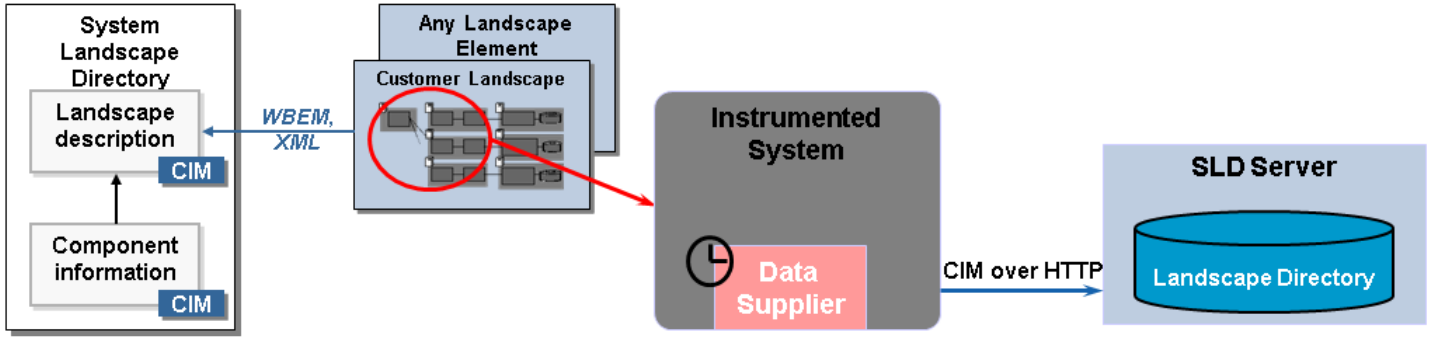 System
Landscape
Directory
Landscape
description
CIM
Component
information
CIM
WBEM,
XML
Any Landscape
Element
Customer Landscape
Instrumented
System
Data
Supplier
CIM over HTTP
SLD Server
Landscape Directory